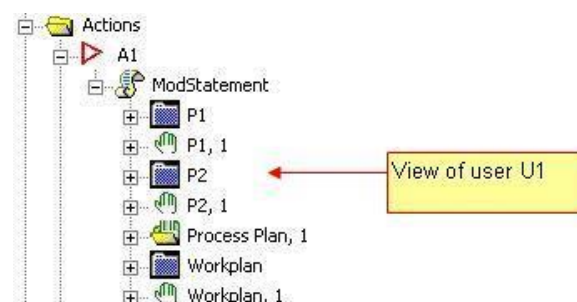 Actions
A1
ModStatement
P1
P1, 1
P2
View of user U1
P2, 1
Process Plan, 1
Workplan
Workplan, 1